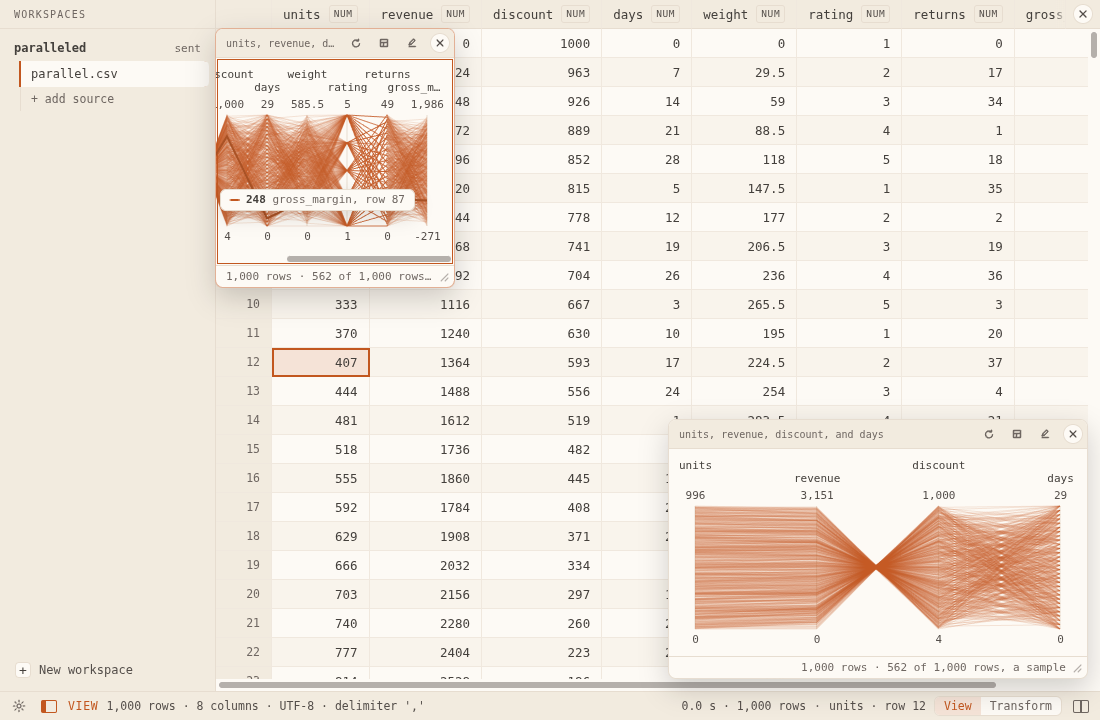 WORKSPACES
paralleled sent
parallel.csv
+ add source
+ New workspace
units NUM revenue NUM discount NUM days NUM weight NUM rating NUM returns NUM gross
0 1000 0 0 1 0
24 963 7 29.5 2 17
48 926 14 59 3 34
72 889 21 88.5 4 1
96 852 28 118 5 18
20 815 5 147.5 1 35
44 778 12 177 2 2
68 741 19 206.5 3 19
92 704 26 236 4 36
10 333 1116 667 3 265.5 5 3
11 370 1240 630 10 195 1 20
12 407 1364 593 17 224.5 2 37
13 444 1488 556 24 254 3 4
14 481 1612 519
15 518 1736 482
16 555 1860 445
17 592 1784 408
18 629 1908 371
19 666 2032 334
20 703 2156 297
21 740 2280 260
22 777 2404 223
units, revenue, d…
scount weight returns
days rating gross_m…
,000 29 585.5 5 49 1,986
248 gross_margin, row 87
4 0 0 1 0 -271
1,000 rows · 562 of 1,000 rows…
units, revenue, discount, and days
units discount
revenue days
996 3,151 1,000 29
0 0 4 0
1,000 rows · 562 of 1,000 rows, a sample
VIEW 1,000 rows · 8 columns · UTF-8 · delimiter ','
0.0 s · 1,000 rows · units · row 12 View Transform